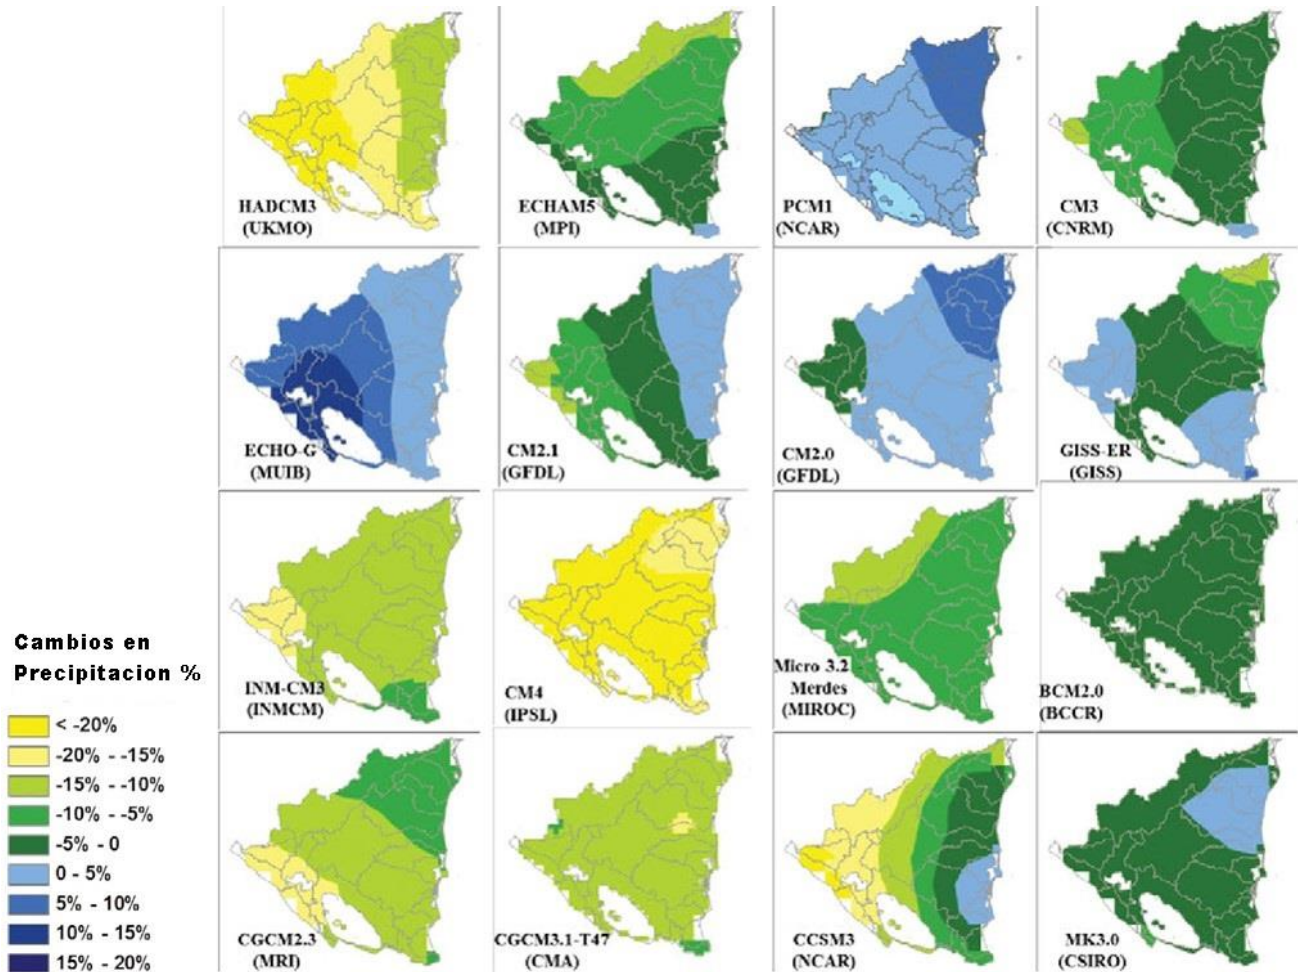 HADCM3
(UKMO)
ECHAM5
(MPI)
PCM1
(NCAR)
CM3
(CNRM)
ECHO-G
(MUIB)
CM2.1
(GFDL)
CM2.0
(GFDL)
GISS-ER
(GISS)
INM-CM3
(INMCM)
CM4
(IPSL)
Micro 3.2 -
Merdes
(MIROC)
BCM2.0
(BCCR)
CGCM2.3
(MRI)
CGCM3.1-T47
(CMA)
CCSM3
(NCAR)
MK3.0
(CSIRO)
Cambios en
Precipitacion %
< -20%
-20% - -15%
-15% - -10%
-10% - -5%
-5% - 0
0 - 5%
5% - 10%
10% - 15%
15% - 20%